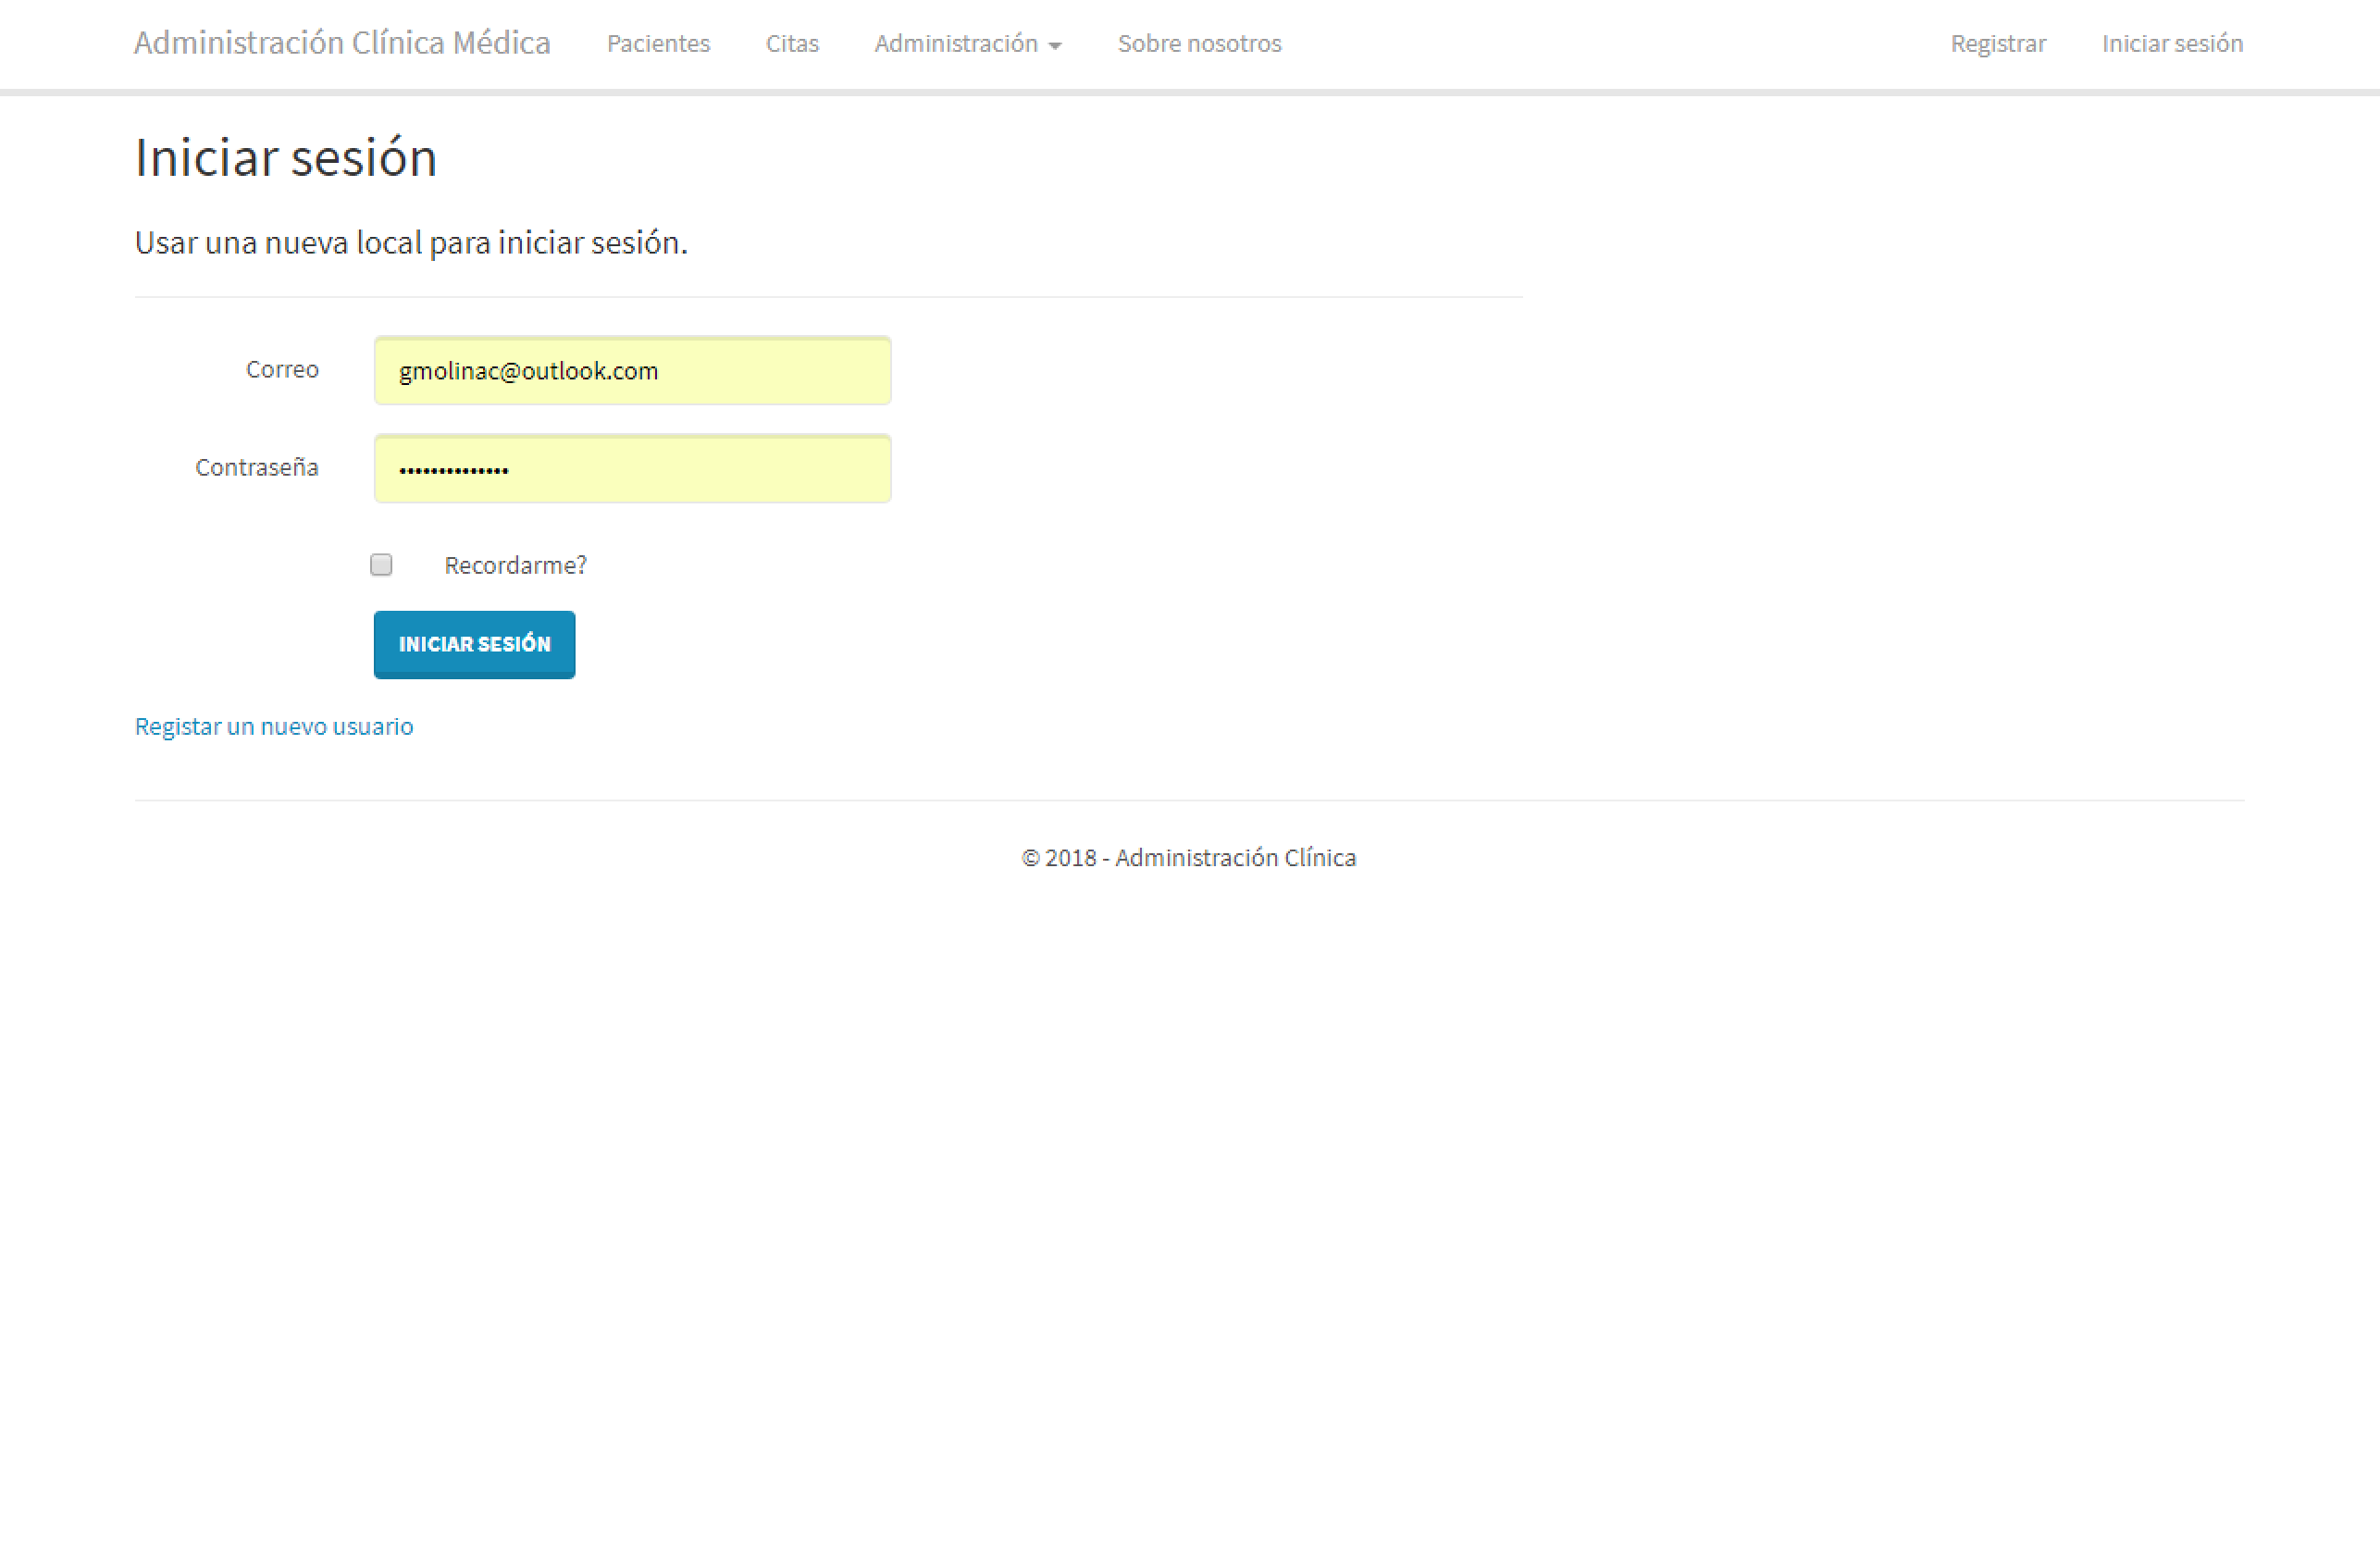 Administración Clínica Médica Pacientes Citas Administración Sobre nosotros Registrar Iniciar sesión
Iniciar sesión
Usar una nueva local para iniciar sesión.
Correo gmolinac@outlook.com
Contraseña ••••••••••••••
Recordarme?
INICIAR SESIÓN
Registar un nuevo usuario
© 2018 - Administración Clínica